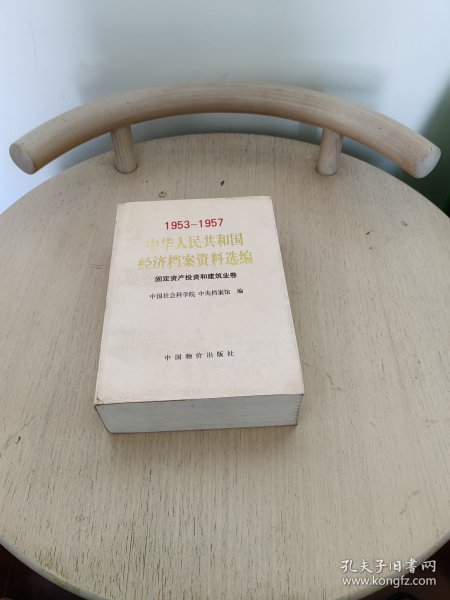 1953-1957
中华人民共和国
经济档案资料选编
固定资产投资和建筑业卷
中国社会科学院 中央档案馆 编
中国物价出版社
孔夫子旧书网
www.kongfz.com